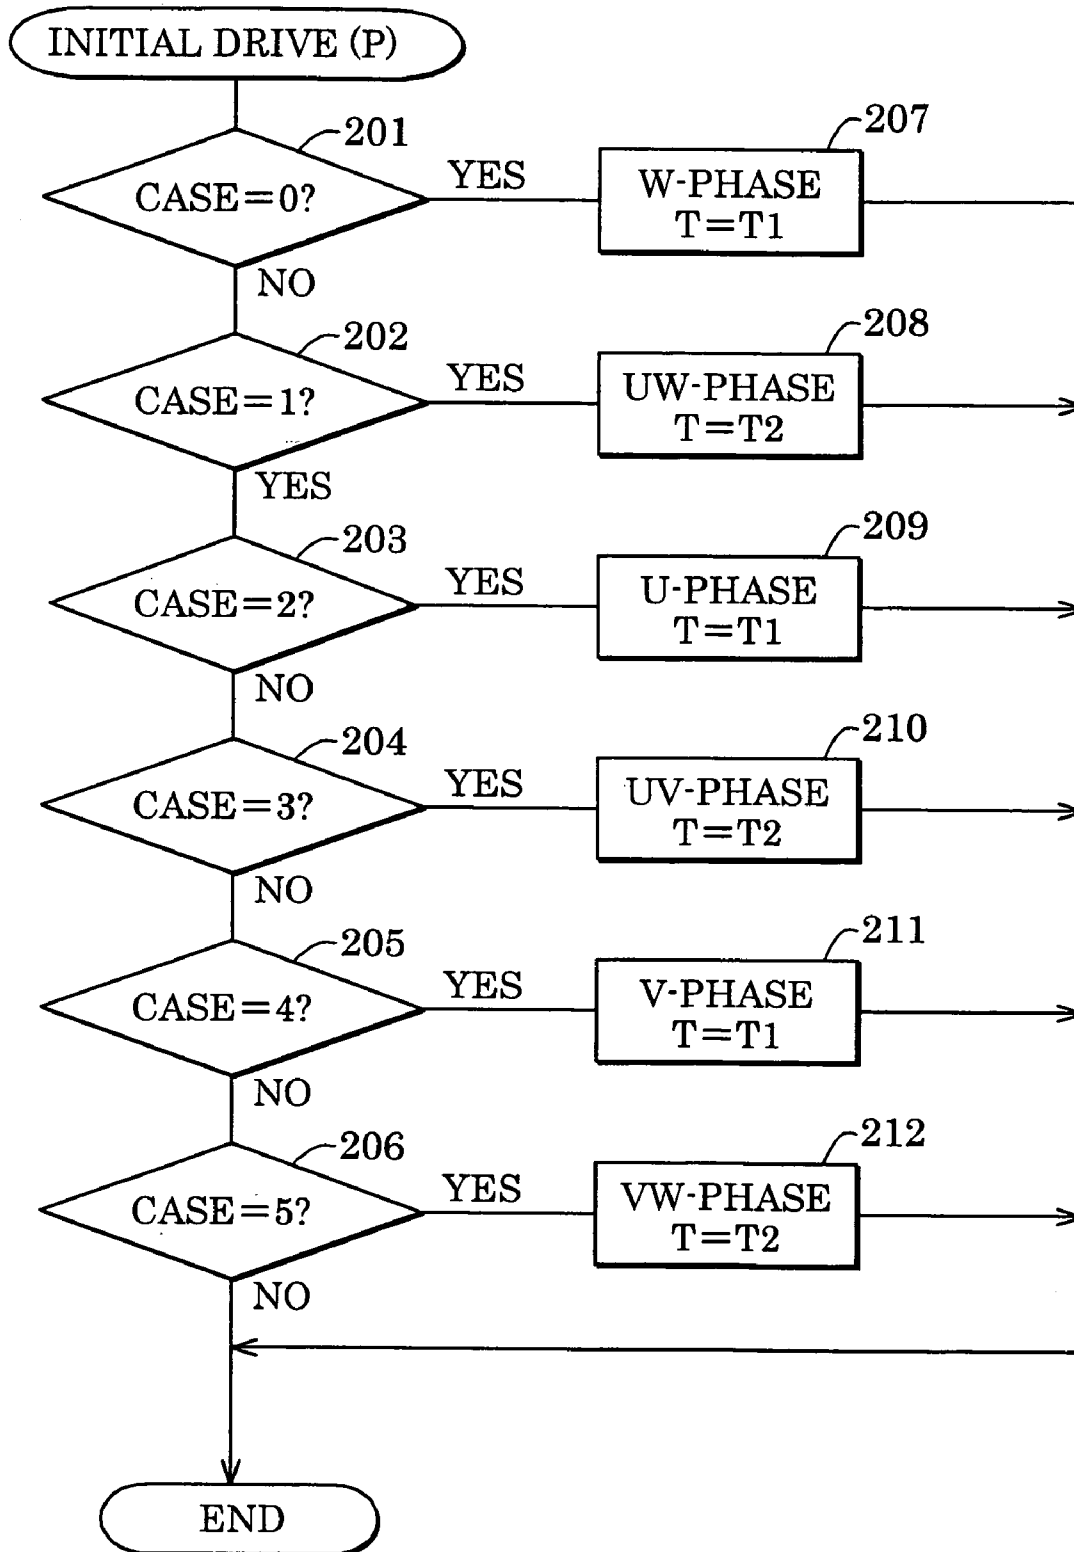 INITIAL DRIVE (P)
201
CASE=0?
YES
207
W-PHASE
T=T1
NO
202
CASE=1?
YES
208
UW-PHASE
T=T2
YES
203
CASE=2?
YES
209
U-PHASE
T=T1
NO
204
CASE=3?
YES
210
UV-PHASE
T=T2
NO
205
CASE=4?
YES
211
V-PHASE
T=T1
NO
206
CASE=5?
YES
212
VW-PHASE
T=T2
NO
END